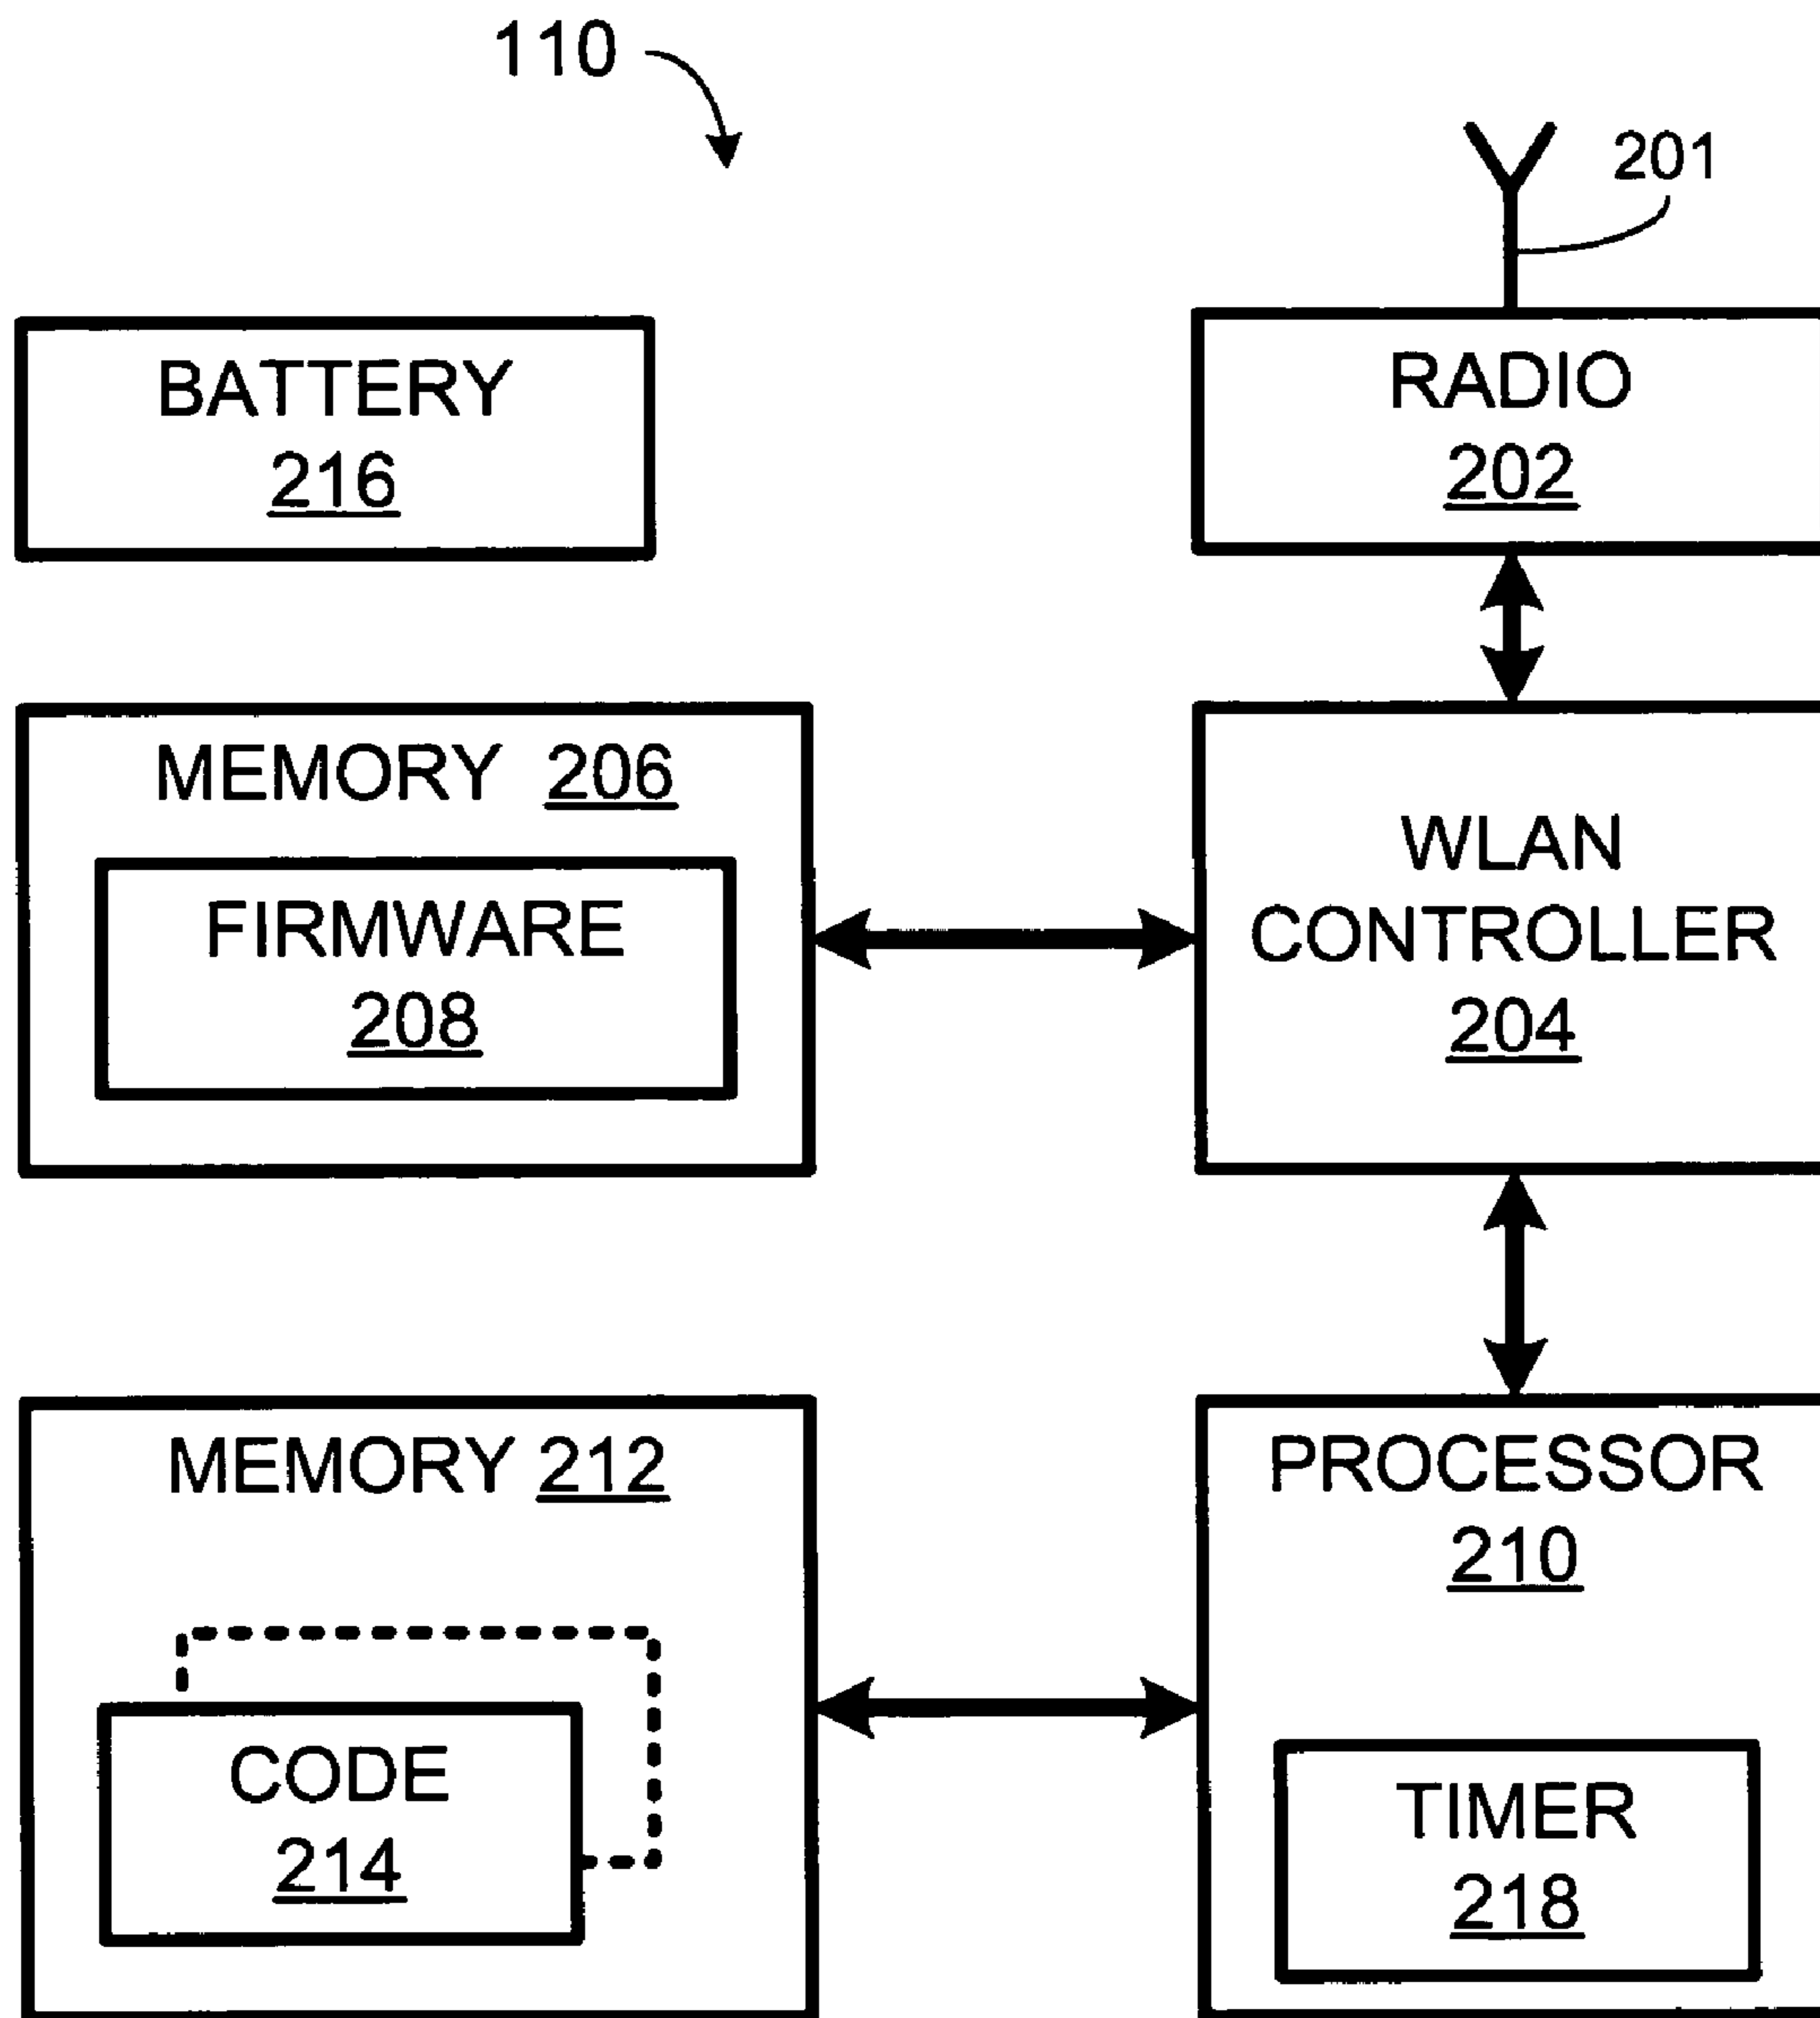 110
201
BATTERY
216
RADIO
202
MEMORY 206
FIRMWARE
208
WLAN
CONTROLLER
204
MEMORY 212
CODE
214
PROCESSOR
210
TIMER
218